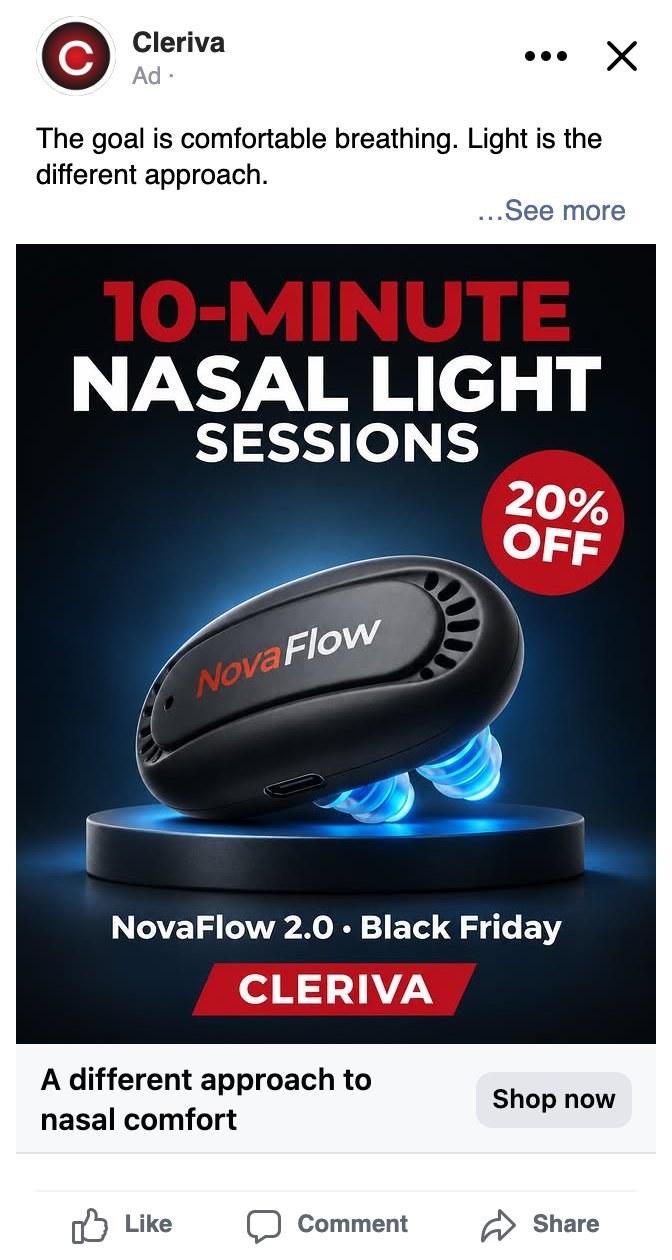 C
Cleriva
Ad ·
The goal is comfortable breathing. Light is the
different approach.
...See more
10-MINUTE
NASAL LIGHT
SESSIONS
20%
OFF
NovaFlow
NovaFlow 2.0 · Black Friday
CLERIVA
A different approach to
nasal comfort
Shop now
Like
Comment
Share